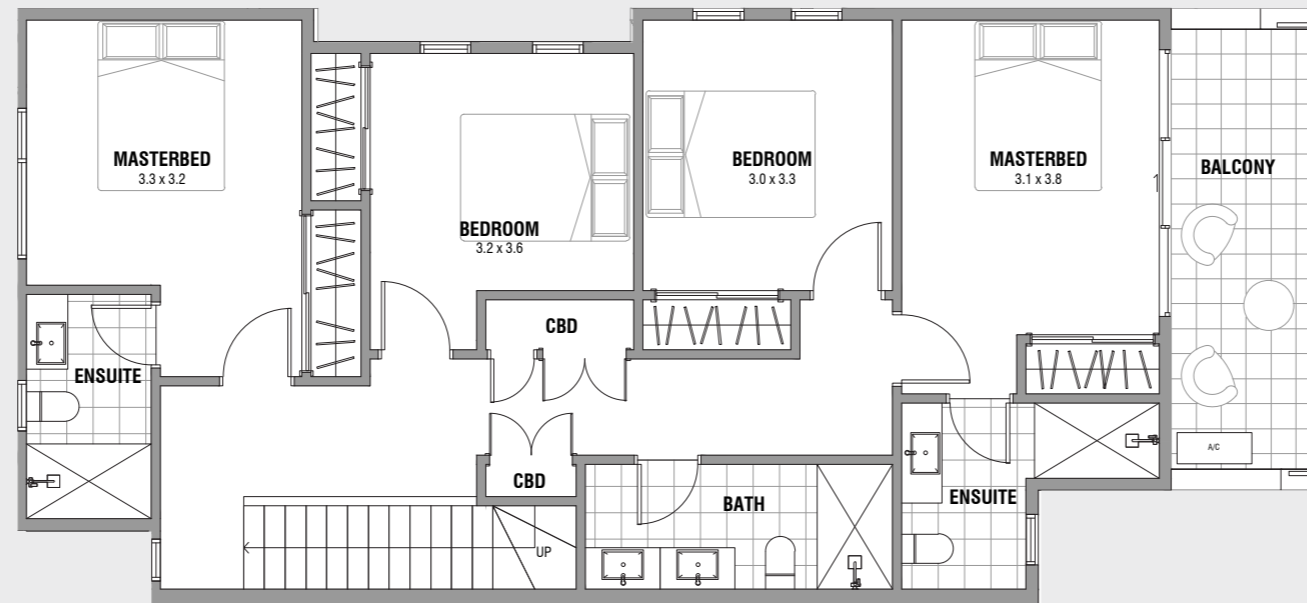 MASTERBED
3.3 x 3.2
BEDROOM
3.2 x 3.6
BEDROOM
3.0 x 3.3
MASTERBED
3.1 x 3.8
BALCONY
CBD
ENSUITE
A/C
CBD
BATH
ENSUITE
UP